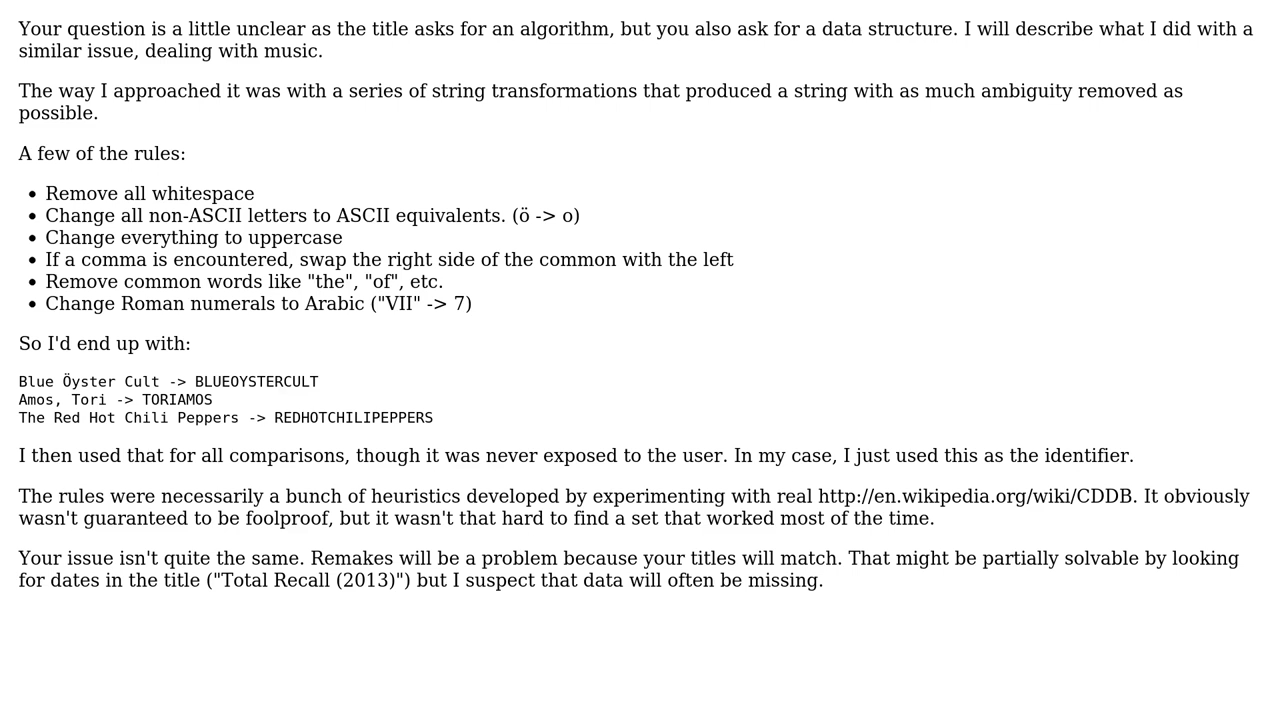 Your question is a little unclear as the title asks for an algorithm, but you also ask for a data structure. I will describe what I did with a
similar issue, dealing with music.
The way I approached it was with a series of string transformations that produced a string with as much ambiguity removed as
possible.
A few of the rules:
• Remove all whitespace
• Change all non-ASCII letters to ASCII equivalents. (ö -> o)
• Change everything to uppercase
• If a comma is encountered, swap the right side of the common with the left
• Remove common words like "the", "of", etc.
• Change Roman numerals to Arabic ("VII" -> 7)
So I'd end up with:
Blue Öyster Cult -> BLUEOYSTERCULT
Amos, Tori -> TORIAMOS
The Red Hot Chili Peppers -> REDHOTCHILIPEPPERS
I then used that for all comparisons, though it was never exposed to the user. In my case, I just used this as the identifier.
The rules were necessarily a bunch of heuristics developed by experimenting with real http://en.wikipedia.org/wiki/CDDB. It obviously
wasn't guaranteed to be foolproof, but it wasn't that hard to find a set that worked most of the time.
Your issue isn't quite the same. Remakes will be a problem because your titles will match. That might be partially solvable by looking
for dates in the title ("Total Recall (2013)") but I suspect that data will often be missing.